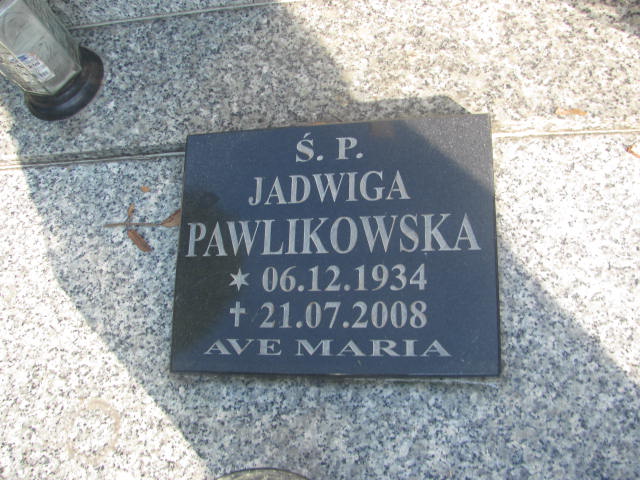 Ś. P.
JADWIGA
PAWLIKOWSKA
✶ 06.12.1934
✝ 21.07.2008
AVE MARIA